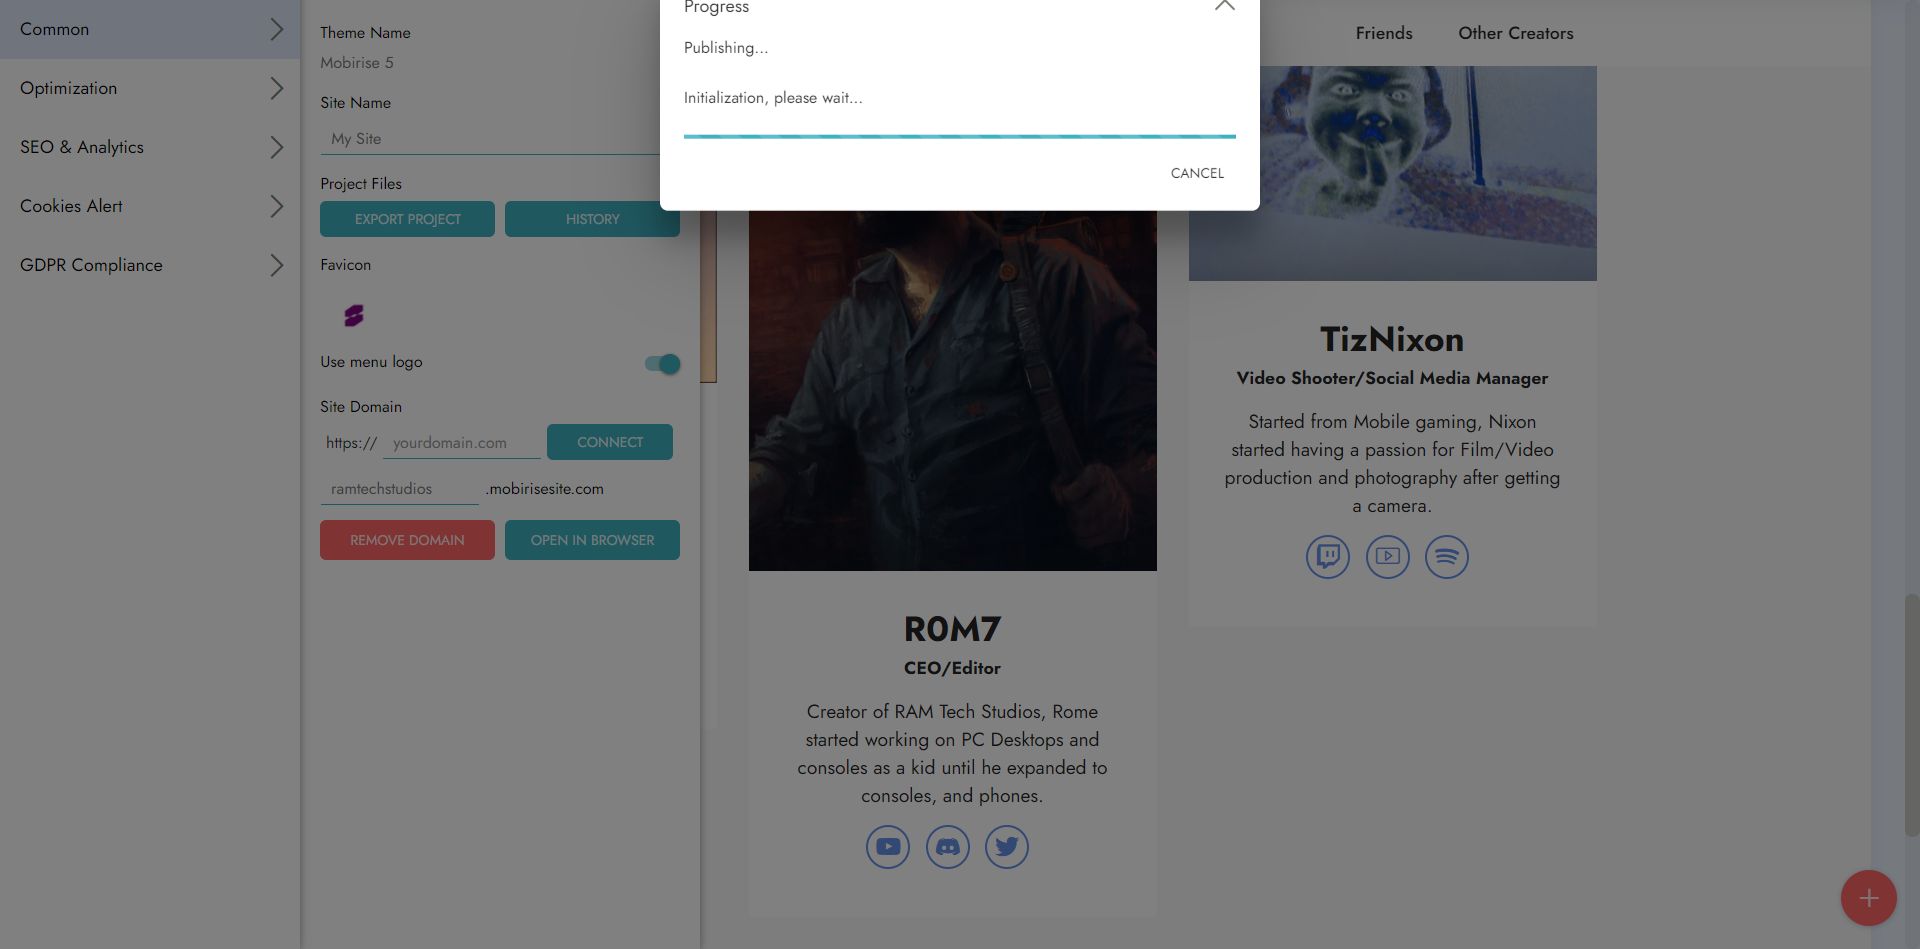 Common
Optimization
SEO & Analytics
Cookies Alert
GDPR Compliance
Theme Name
Mobirise 5
Site Name
My Site
Project Files
EXPORT PROJECT
HISTORY
Favicon
Use menu logo
Site Domain
https://
yourdomain.com
CONNECT
ramtechstudios
.mobirisesite.com
REMOVE DOMAIN
OPEN IN BROWSER
Progress
Publishing...
Initialization, please wait...
CANCEL
Friends
Other Creators
R0M7
CEO/Editor
Creator of RAM Tech Studios, Rome
started working on PC Desktops and
consoles as a kid until he expanded to
consoles, and phones.
TizNixon
Video Shooter/Social Media Manager
Started from Mobile gaming, Nixon
started having a passion for Film/Video
production and photography after getting
a camera.